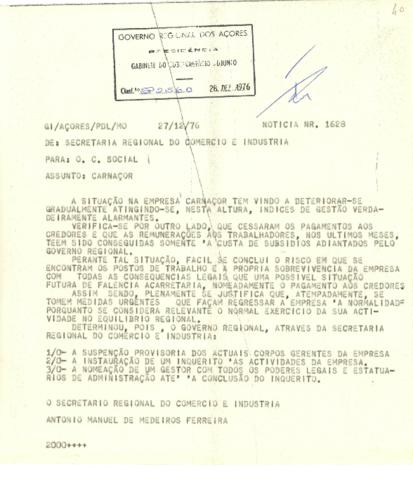 40
GOVERNO REGIONAL DOS AÇORES
PRESIDÊNCIA
GABINETE DO SUBSECRETÁRIO ADJUNTO
28. DEZ. 1976
GI/AÇORES/PDL/MO 27/12/76 NOTICIA NR. 1628
DE: SECRETARIA REGIONAL DO COMERCIO E INDUSTRIA
PARA: O. C. SOCIAL
ASSUNTO: CARNAÇOR
A SITUAÇÃO NA EMPRESA CARNAÇOR TEM VINDO A DETERIORAR-SE
GRADUALMENTE ATINGINDO-SE, NESTA ALTURA, INDICES DE GESTÃO VERDA-
DEIRAMENTE ALARMANTES.
VERIFICA-SE POR OUTRO LADO, QUE CESSARAM OS PAGAMENTOS AOS
CREDORES E QUE AS REMUNERAÇÕES AOS TRABALHADORES, NOS ULTIMOS MESES,
TEEM SIDO CONSEGUIDAS SOMENTE 'A CUSTA DE SUBSIDIOS ADIANTADOS PELO
GOVERNO REGIONAL.
PERANTE TAL SITUAÇÃO, FACIL SE CONCLUI O RISCO EM QUE SE
ENCONTRAM OS POSTOS DE TRABALHO E A PROPRIA SOBREVIVENCIA DA EMPRESA
COM TODAS AS CONSEQUENCIAS LEGAIS QUE UMA POSSIVEL SITUAÇÃO
FUTURA DE FALENCIA ACARRETARIA, NOMEADAMENTE O PAGAMENTO AOS CREDORES
ASSIM SENDO, PLENAMENTE SE JUSTIFICA QUE, ATEMPADAMENTE, SE
TOMEM MEDIDAS URGENTES QUE FAÇAM REGRESSAR A EMPRESA 'A NORMALIDADE
PORQUANTO SE CONSIDERA RELEVANTE O NORMAL EXERCICIO DA SUA ACTI-
VIDADE NO EQUILIBRIO REGIONAL.
DETERMINOU, POIS , O GOVERNO REGIONAL, ATRAVES DA SECRETARIA
REGIONAL DO COMERCIO E INDUSTRIA:
1/O- A SUSPENÇÃO PROVISORIA DOS ACTUAIS CORPOS GERENTES DA EMPRESA
2/O- A INSTAURAÇÃO DE UM INQUERITO 'AS ACTIVIDADES DA EMPRESA.
3/O- A NOMEAÇÃO DE UM GESTOR COM TODOS OS PODERES LEGAIS E ESTATUA-
RIOS DE ADMINISTRAÇÃO ATE' 'A CONCLUSÃO DO INQUERITO.
O SECRETARIO REGIONAL DO COMERCIO E INDUSTRIA
ANTONIO MANUEL DE MEDEIROS FERREIRA
2000++++